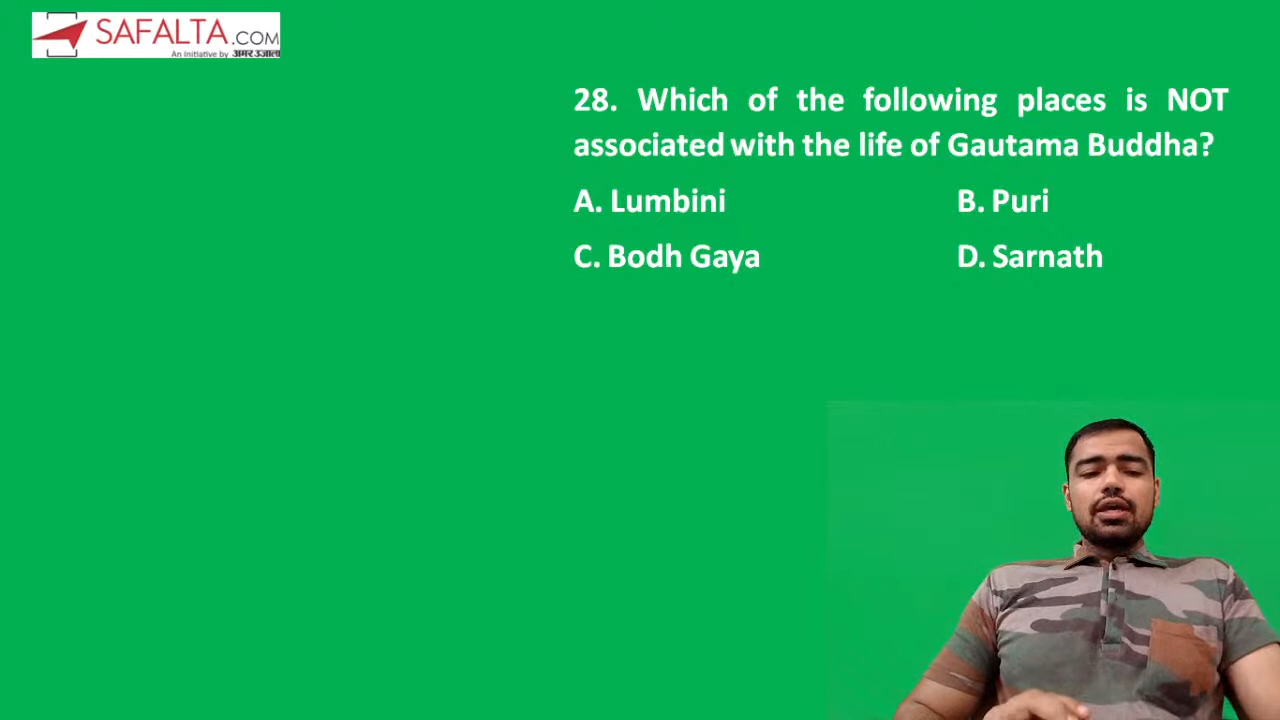 SAFALTA.COM
An Initiative by अमर उजाला
28. Which of the following places is NOT
associated with the life of Gautama Buddha?
A. Lumbini B. Puri
C. Bodh Gaya D. Sarnath